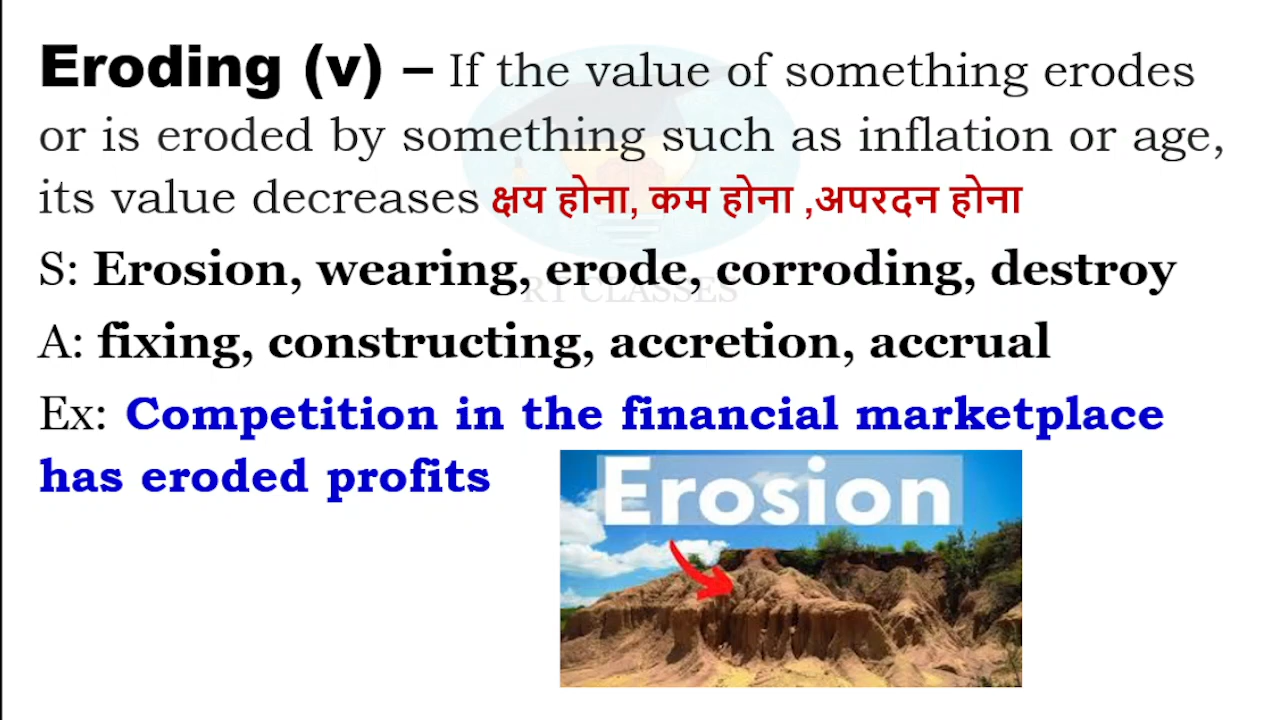 Eroding (v) – If the value of something erodes
or is eroded by something such as inflation or age,
its value decreases क्षय होना, कम होना ,अपरदन होना
S: Erosion, wearing, erode, corroding, destroy
RT CLASSES
A: fixing, constructing, accretion, accrual
Ex: Competition in the financial marketplace
has eroded profits
Erosion